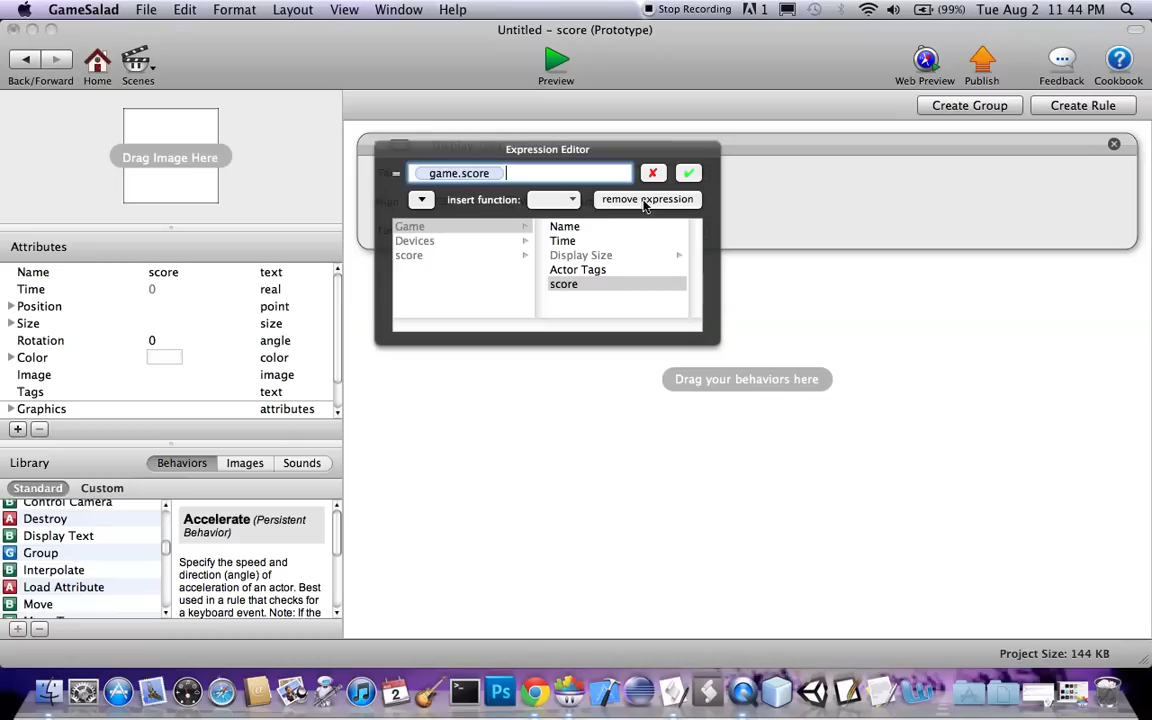 GameSalad File Edit Format Layout View Window Help Stop Recording 1 (99%) Tue Aug 2 11:44 PM
Untitled – score (Prototype)
Back/Forward Home Scenes Preview Web Preview Publish Feedback Cookbook
Create Group Create Rule
Drag Image Here
Expression Editor
= game.score
insert function: remove expression
Game
Devices
score
Name
Time
Display Size
Actor Tags
score
Drag your behaviors here
Attributes
Name score text
Time 0 real
Position point
Size size
Rotation 0 angle
Color color
Image image
Tags text
Graphics attributes
Library Behaviors Images Sounds
Standard Custom
Control Camera
Destroy
Display Text
Group
Interpolate
Load Attribute
Move
Accelerate (Persistent
Behavior)
Specify the speed and
direction (angle) of
acceleration of an actor. Best
used in a rule that checks for
a keyboard event. Note: If the
Project Size: 144 KB
2
Ps